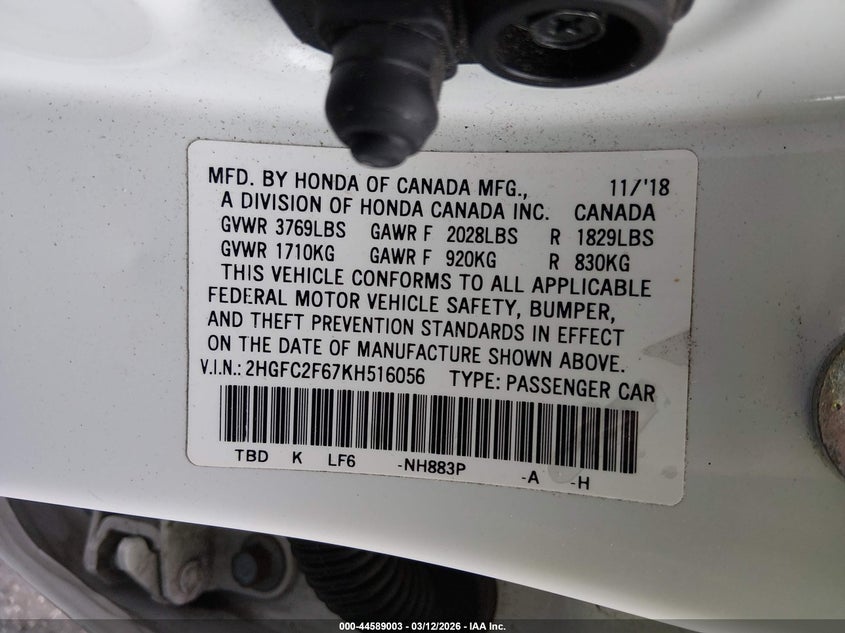 MFD. BY HONDA OF CANADA MFG., 11/'18
A DIVISION OF HONDA CANADA INC. CANADA
GVWR 3769LBS GAWR F 2028LBS R 1829LBS
GVWR 1710KG GAWR F 920KG R 830KG
THIS VEHICLE CONFORMS TO ALL APPLICABLE
FEDERAL MOTOR VEHICLE SAFETY, BUMPER,
AND THEFT PREVENTION STANDARDS IN EFFECT
ON THE DATE OF MANUFACTURE SHOWN ABOVE.
V.I.N.: 2HGFC2F67KH516056 TYPE: PASSENGER CAR
TBD K LF6 -NH883P -A -H
000-44589003 - 03/12/2026 - IAA Inc.